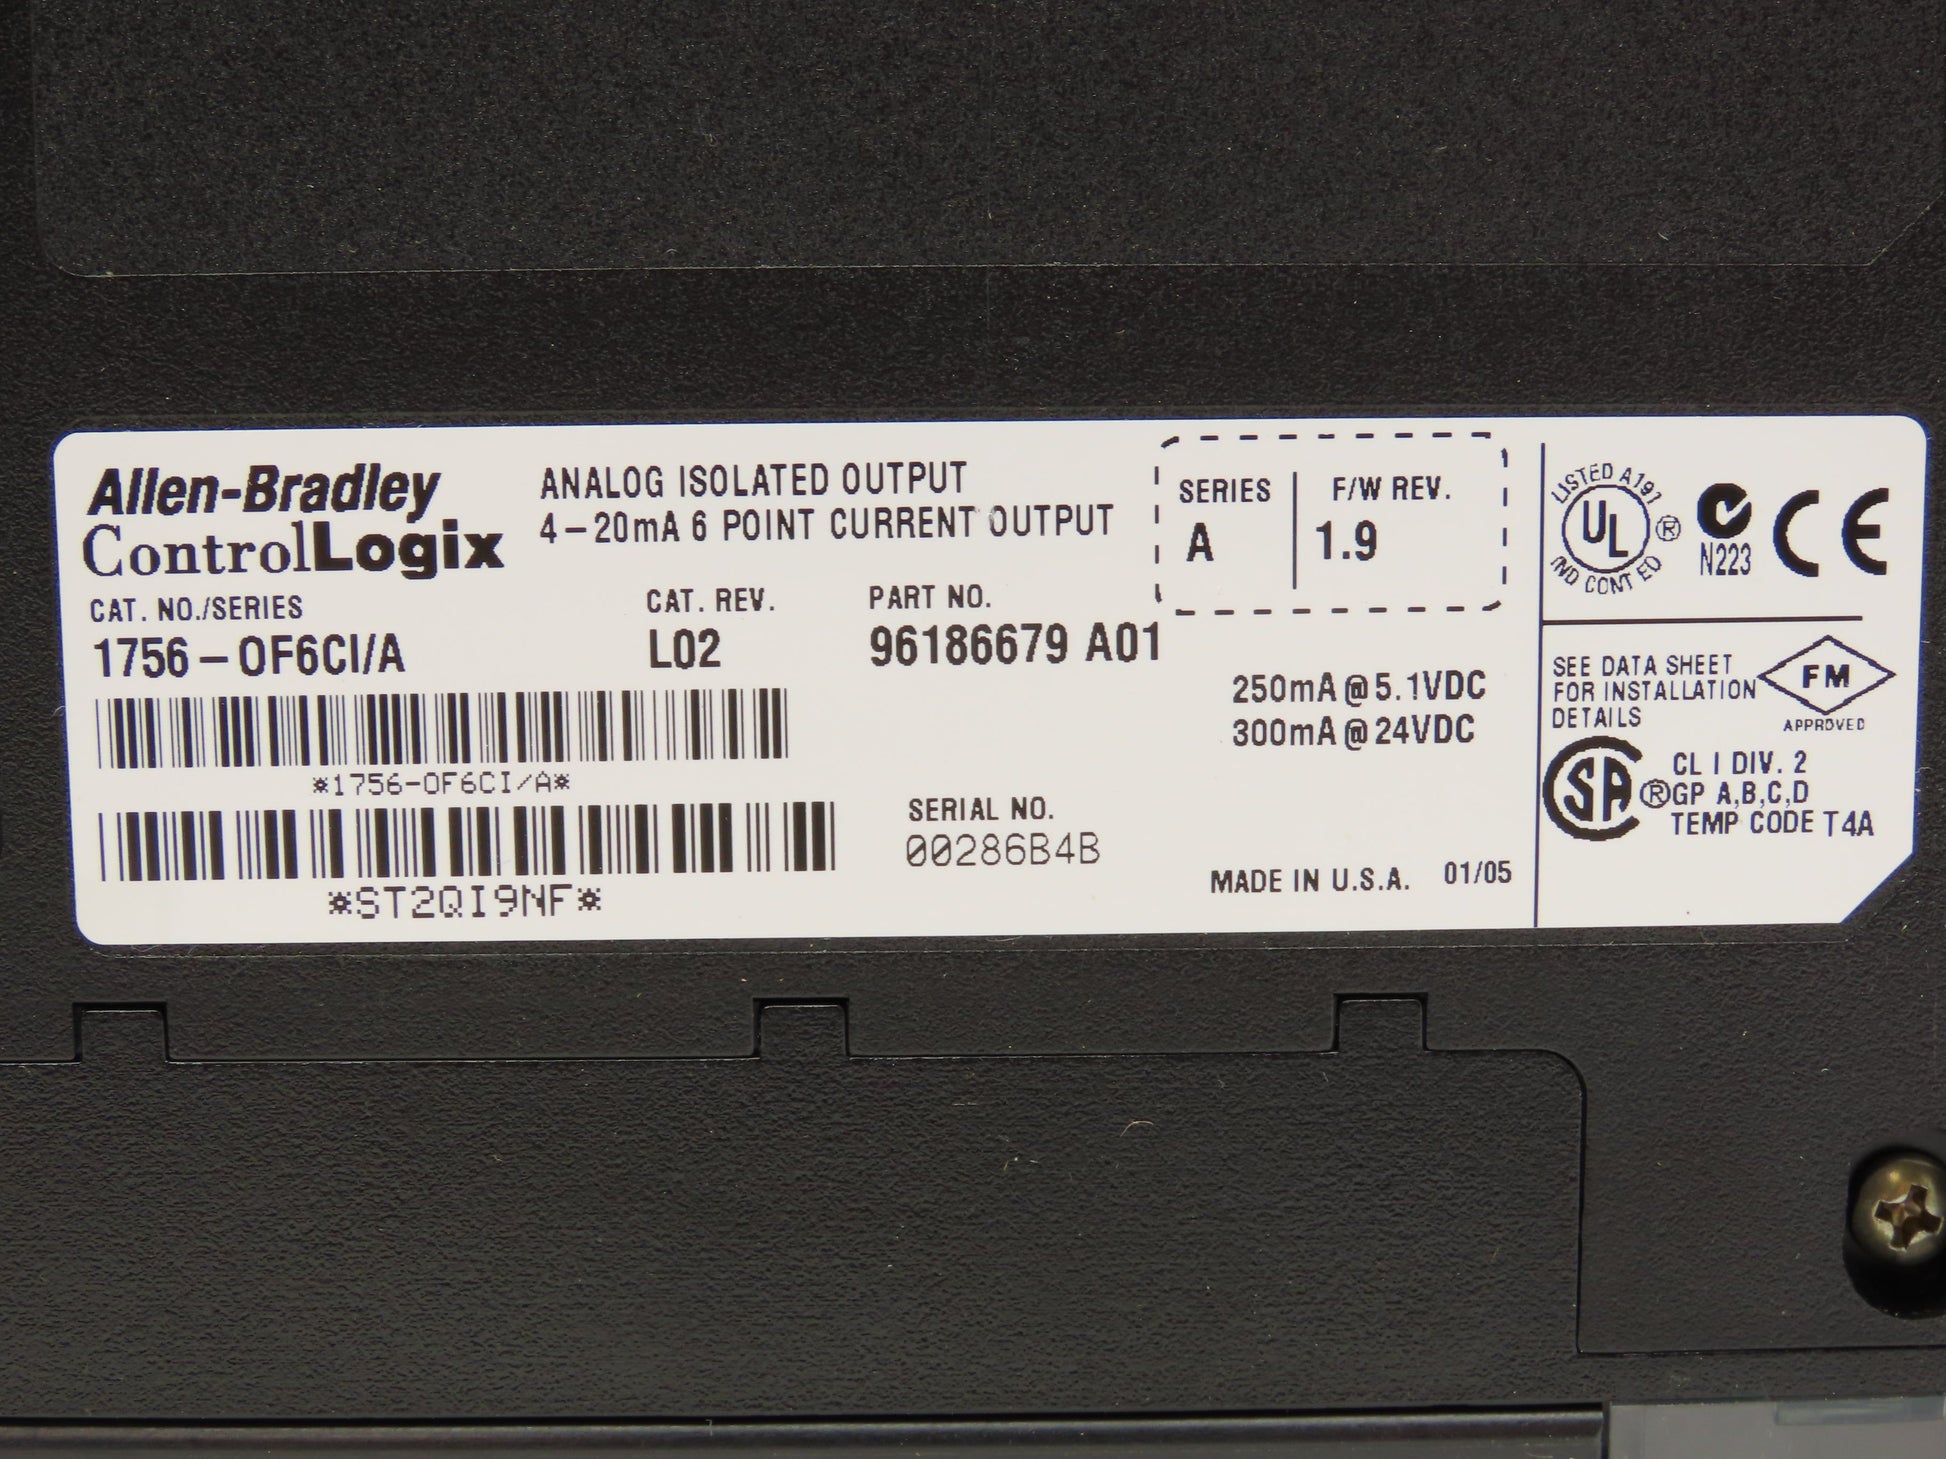 Allen-Bradley
ControlLogix
ANALOG ISOLATED OUTPUT
4-20mA 6 POINT CURRENT OUTPUT
SERIES
A
F/W REV.
1.9
CAT. NO./SERIES
1756-OF6CI/A
CAT. REV.
L02
PART NO.
96186679 A01
*1756-OF6CI/A*
*ST2QI9NF*
250mA@5.1VDC
300mA@24VDC
SERIAL NO.
00286B4B
MADE IN U.S.A. 01/05
LISTED A197
UL ®
IND CONT EQ
N223
CE
SEE DATA SHEET
FOR INSTALLATION
DETAILS
FM
APPROVED
SA ®
CL I DIV. 2
GP A,B,C,D
TEMP CODE T4A